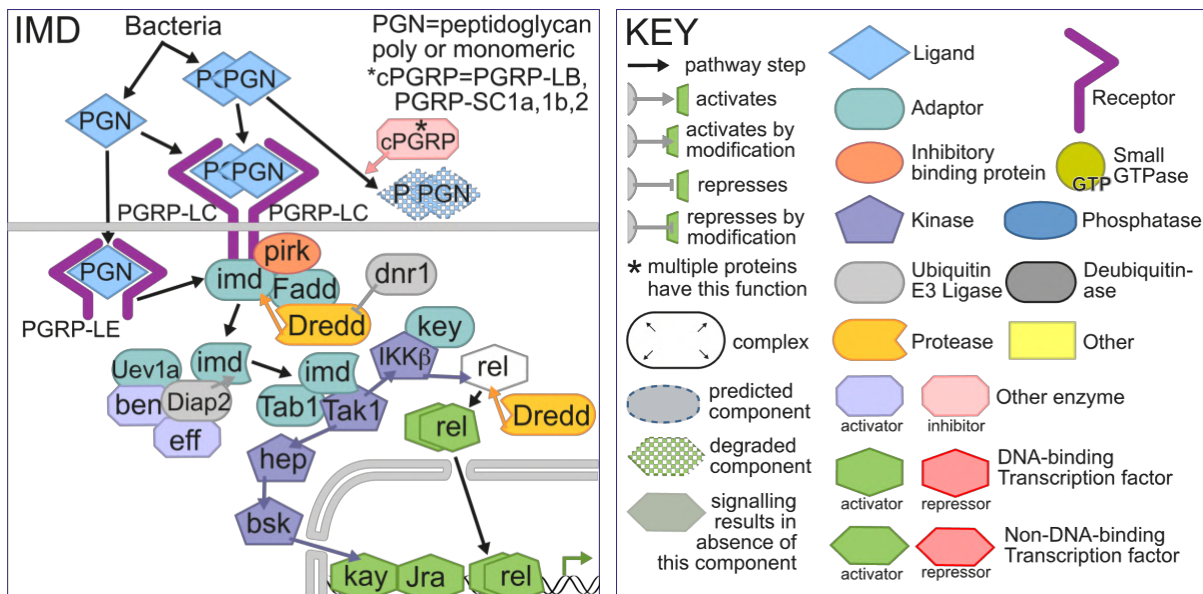 IMD
Bacteria
PGN=peptidoglycan
poly or monomeric
*cPGRP=PGRP-LB,
PGRP-SC1a,1b,2
PGN
PGN
*
cPGRP
PGN
P PGN
PGRP-LC
PGRP-LC
PGN
PGRP-LE
pirk
imd
Fadd
dnr1
Dredd
key
IKKβ
imd
Uev1a
ben
Diap2
eff
imd
Tab1
Tak1
rel
Dredd
rel
hep
bsk
kay
Jra
rel
KEY
pathway step
activates
activates by
modification
represses
represses by
modification
* multiple proteins
have this function
complex
predicted
component
degraded
component
signalling
results in
absence of
this component
Ligand
Adaptor
Inhibitory
binding protein
Kinase
Ubiquitin
E3 Ligase
Protease
Receptor
GTP
Small
GTPase
Phosphatase
Deubiquitin-
ase
Other
Other enzyme
activator
inhibitor
DNA-binding
Transcription factor
activator
repressor
Non-DNA-binding
Transcription factor
activator
repressor